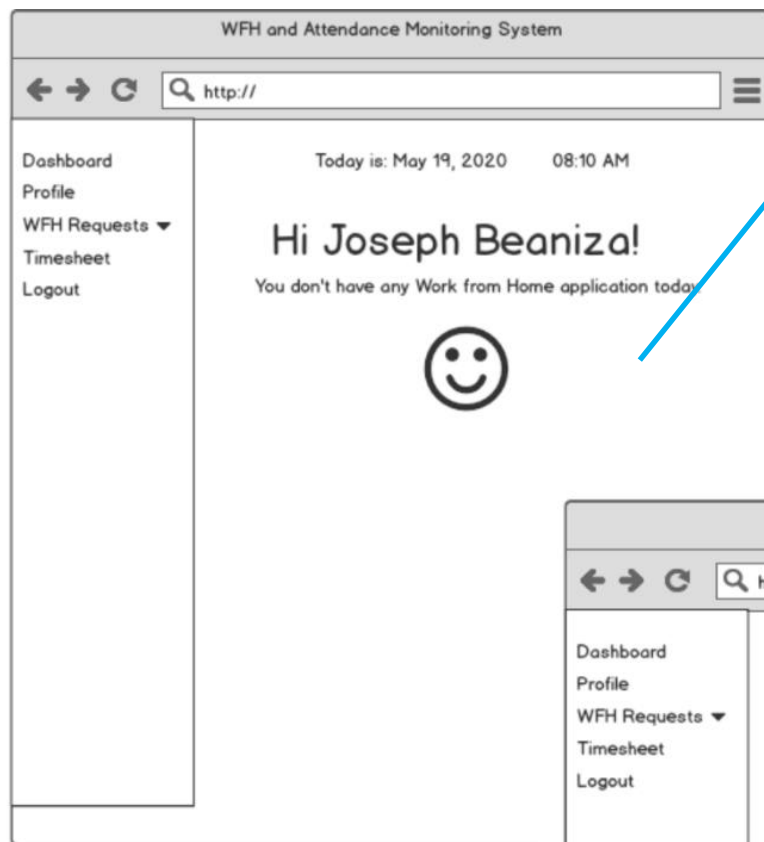 WFH and Attendance Monitoring System
http://
Dashboard
Profile
WFH Requests
Timesheet
Logout
Today is: May 19, 2020 08:10 AM
Hi Joseph Beaniza!
You don't have any Work from Home application today
Dashboard
Profile
WFH Requests
Timesheet
Logout